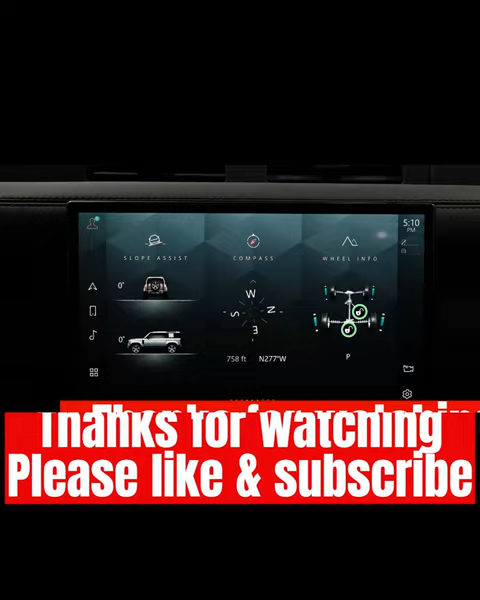 5:10
PM
SLOPE ASSIST
COMPASS
WHEEL INFO
0°
W
S
N
E
0°
758 ft
N277°W
P
Thanks for watching
Please like & subscribe